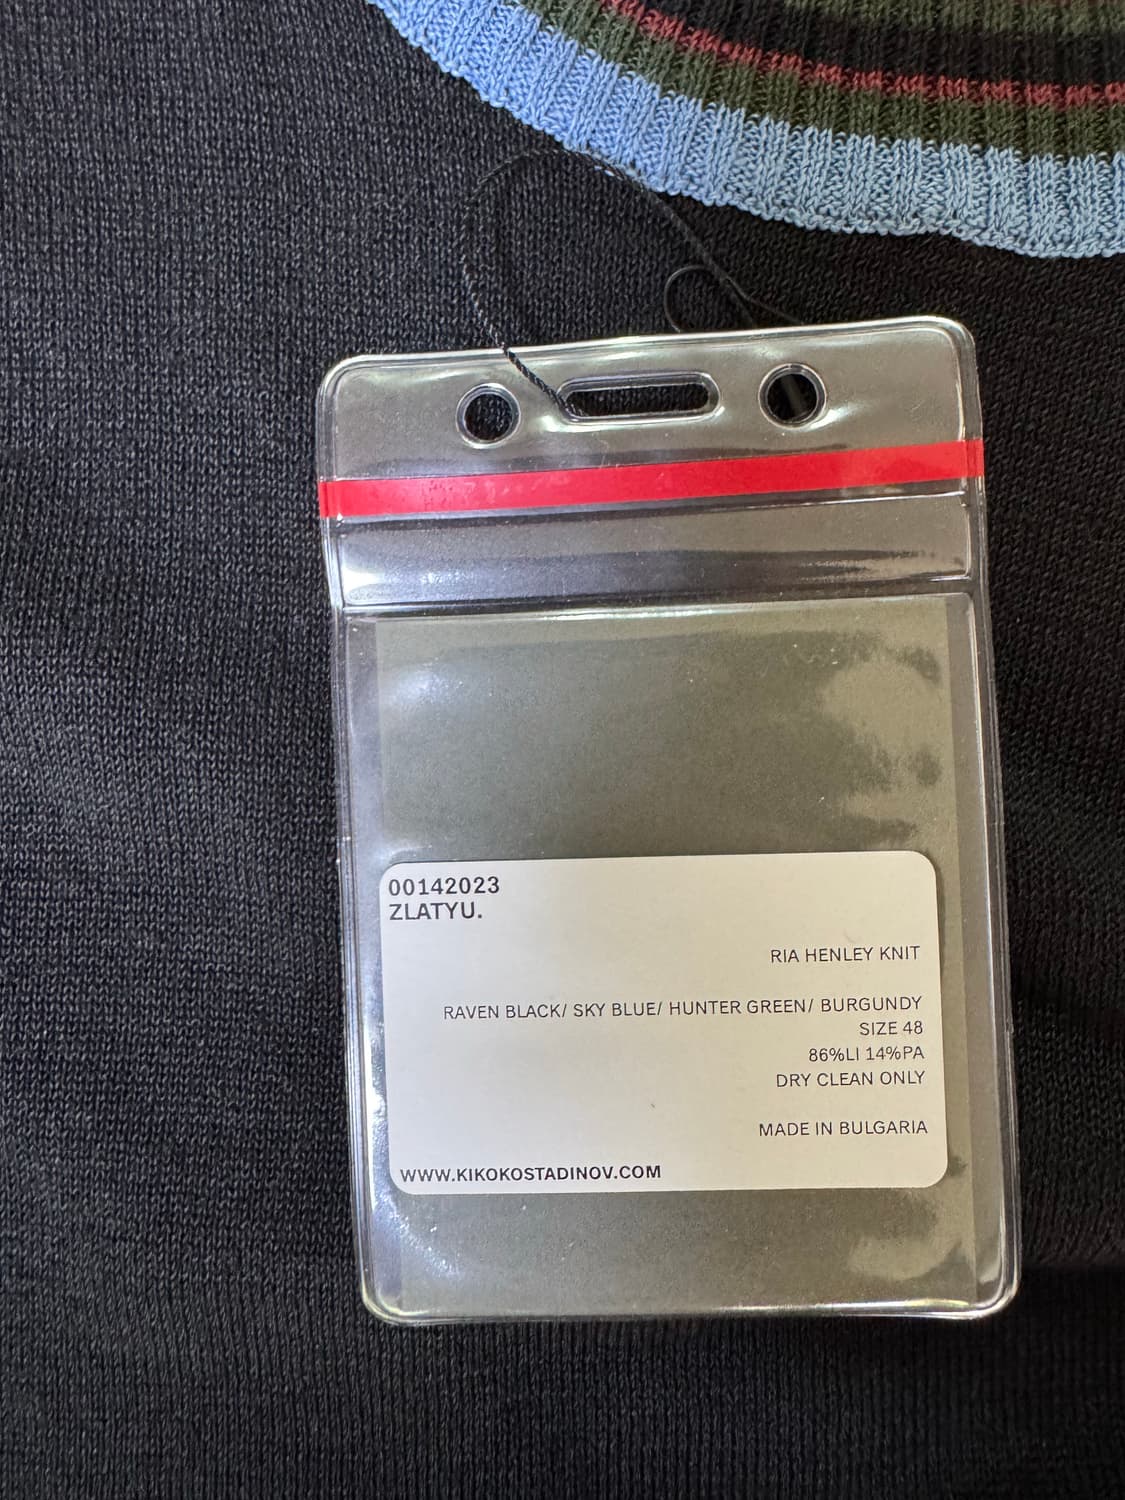 00142023
ZLATYU.
RIA HENLEY KNIT
RAVEN BLACK/ SKY BLUE/ HUNTER GREEN/ BURGUNDY
SIZE 48
86%LI 14%PA
DRY CLEAN ONLY
MADE IN BULGARIA
WWW.KIKOKOSTADINOV.COM